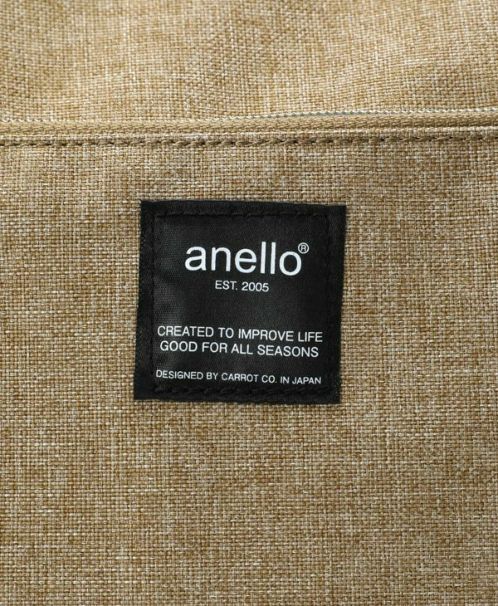 anello®
EST. 2005
CREATED TO IMPROVE LIFE
GOOD FOR ALL SEASONS
DESIGNED BY CARROT CO. IN JAPAN